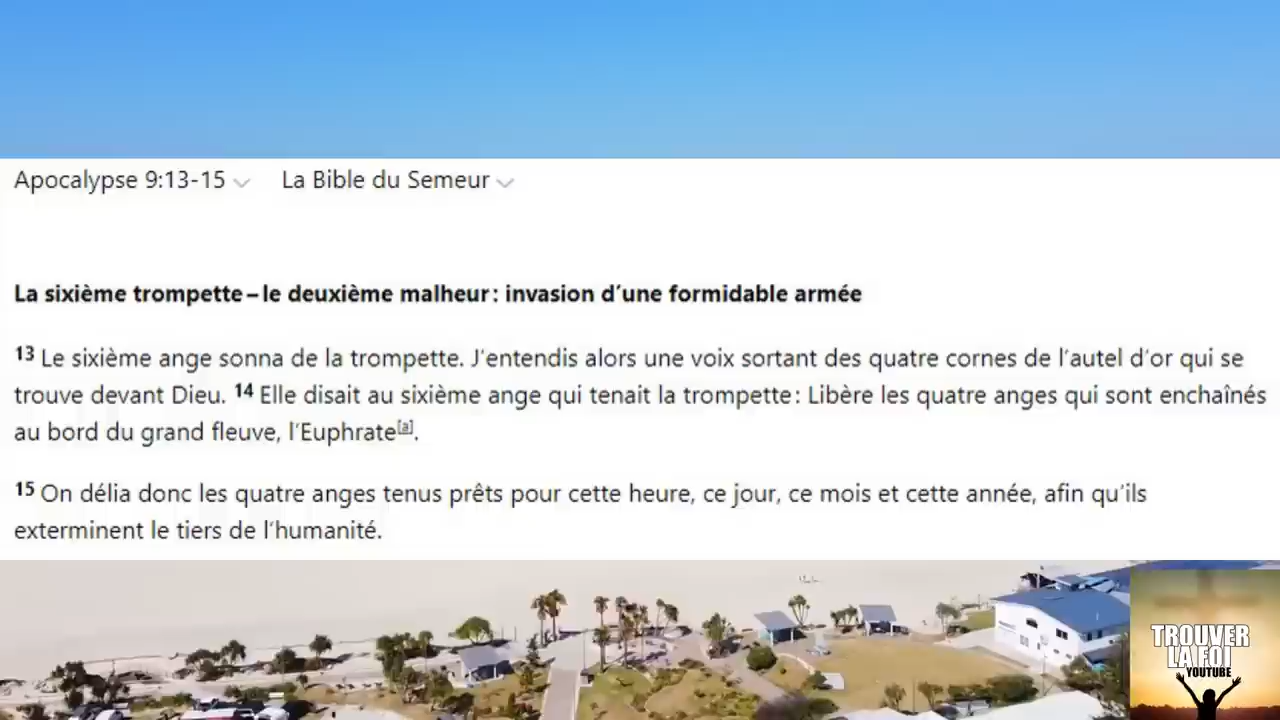 Apocalypse 9:13-15 La Bible du Semeur
La sixième trompette – le deuxième malheur : invasion d'une formidable armée
13 Le sixième ange sonna de la trompette. J'entendis alors une voix sortant des quatre cornes de l'autel d'or qui se
trouve devant Dieu. 14 Elle disait au sixième ange qui tenait la trompette : Libère les quatre anges qui sont enchaînés
au bord du grand fleuve, l'Euphrate[a].
15 On délia donc les quatre anges tenus prêts pour cette heure, ce jour, ce mois et cette année, afin qu'ils
exterminent le tiers de l'humanité.
TROUVER
LA FOI
YOUTUBE